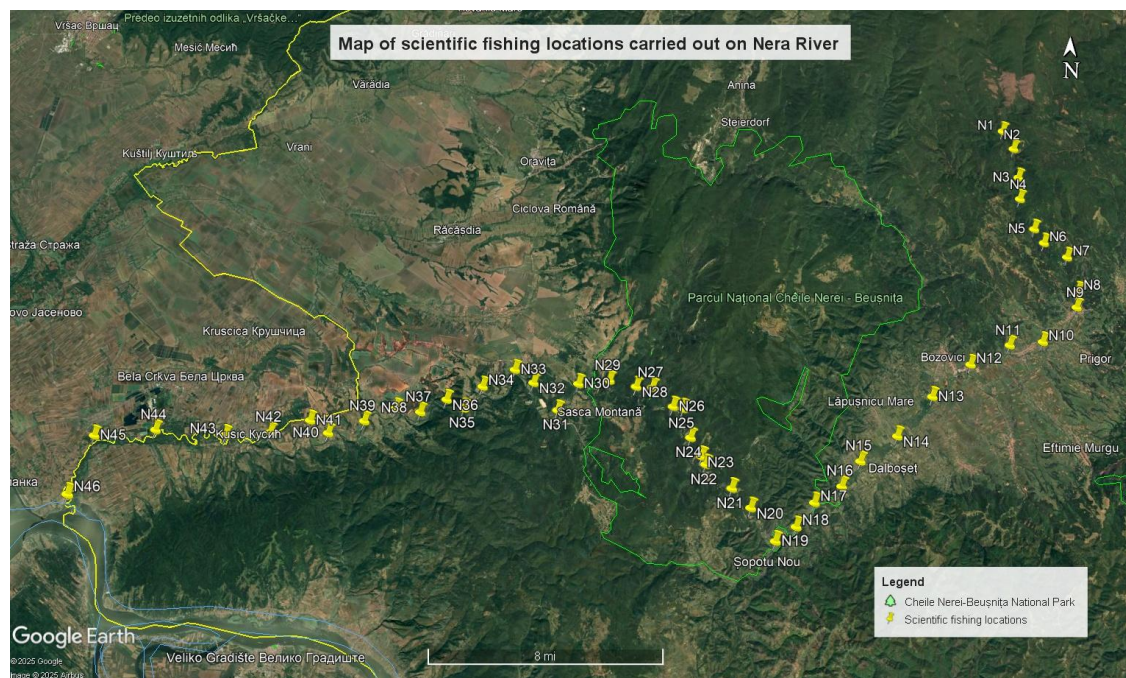 Predeo izuzetnih odlika „Vršačke...”
Vršac Вршац
Mesić Месић
Map of scientific fishing locations carried out on Nera River
N
Vărădia
Anina
Steierdorf
N1
N2
Kuštilj Куштиљ
Vrani
Oravița
N3
N4
Ciclova Română
Răcășdia
N5
N6
N7
Straža Стража
N8
N9
Parcul Național Cheile Nerei - Beușnița
ovo Јасеново
Kruscica Крушчица
N11
N10
Bozovici
N12
Prigor
Bela Crkva Бела Црква
N33
N29
N27
N30
N32
N28
N34
N37
N36
N38
N39
N35
N31
Sasca Montană
N26
N25
Lăpușnicu Mare
N13
N44
N42
N41
N43
N40
Kusić Кусић
N45
N14
Eftimie Murgu
N15
Dalboșeț
N24
N23
N22
N16
N17
N46
N21
N20
N18
N19
Șopotu Nou
Legend
Cheile Nerei-Beușnița National Park
Scientific fishing locations
Google Earth
Veliko Gradište Велико Градиште
8 mi
© 2025 Google
Image © 2025 Airbus